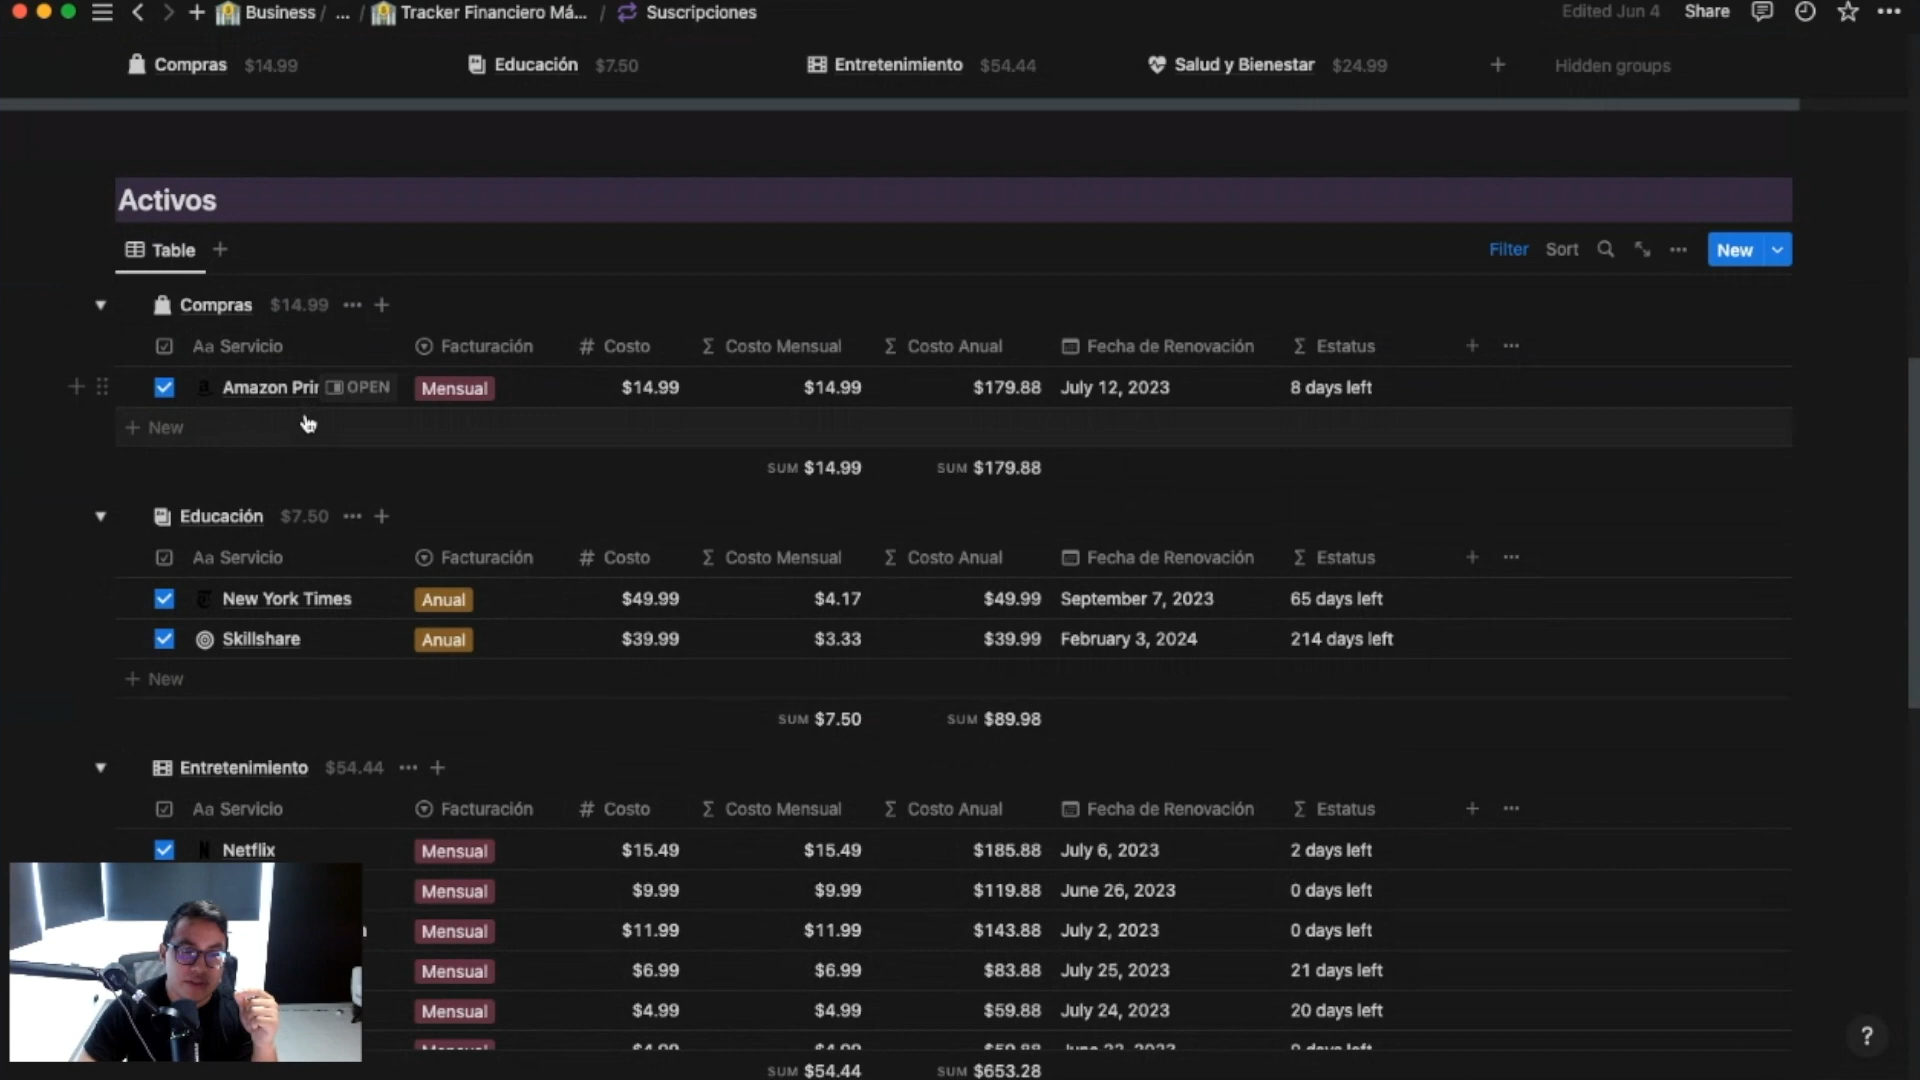 Business / ... / Tracker Financiero Má... / Suscripciones Edited Jun 4 Share
Compras $14.99 Educación $7.50 Entretenimiento $54.44 Salud y Bienestar $24.99 + Hidden groups
Activos
Table + Filter Sort ... New
Compras $14.99 ... +
Aa Servicio Facturación # Costo Σ Costo Mensual Σ Costo Anual Fecha de Renovación Σ Estatus + ...
Amazon Pri OPEN Mensual $14.99 $14.99 $179.88 July 12, 2023 8 days left
+ New
SUM $14.99 SUM $179.88
Educación $7.50 ... +
Aa Servicio Facturación # Costo Σ Costo Mensual Σ Costo Anual Fecha de Renovación Σ Estatus + ...
New York Times Anual $49.99 $4.17 $49.99 September 7, 2023 65 days left
Skillshare Anual $39.99 $3.33 $39.99 February 3, 2024 214 days left
+ New
SUM $7.50 SUM $89.98
Entretenimiento $54.44 ... +
Aa Servicio Facturación # Costo Σ Costo Mensual Σ Costo Anual Fecha de Renovación Σ Estatus + ...
N Netflix Mensual $15.49 $15.49 $185.88 July 6, 2023 2 days left
Mensual $9.99 $9.99 $119.88 June 26, 2023 0 days left
Mensual $11.99 $11.99 $143.88 July 2, 2023 0 days left
Mensual $6.99 $6.99 $83.88 July 25, 2023 21 days left
Mensual $4.99 $4.99 $59.88 July 24, 2023 20 days left
SUM $54.44 SUM $653.28
?